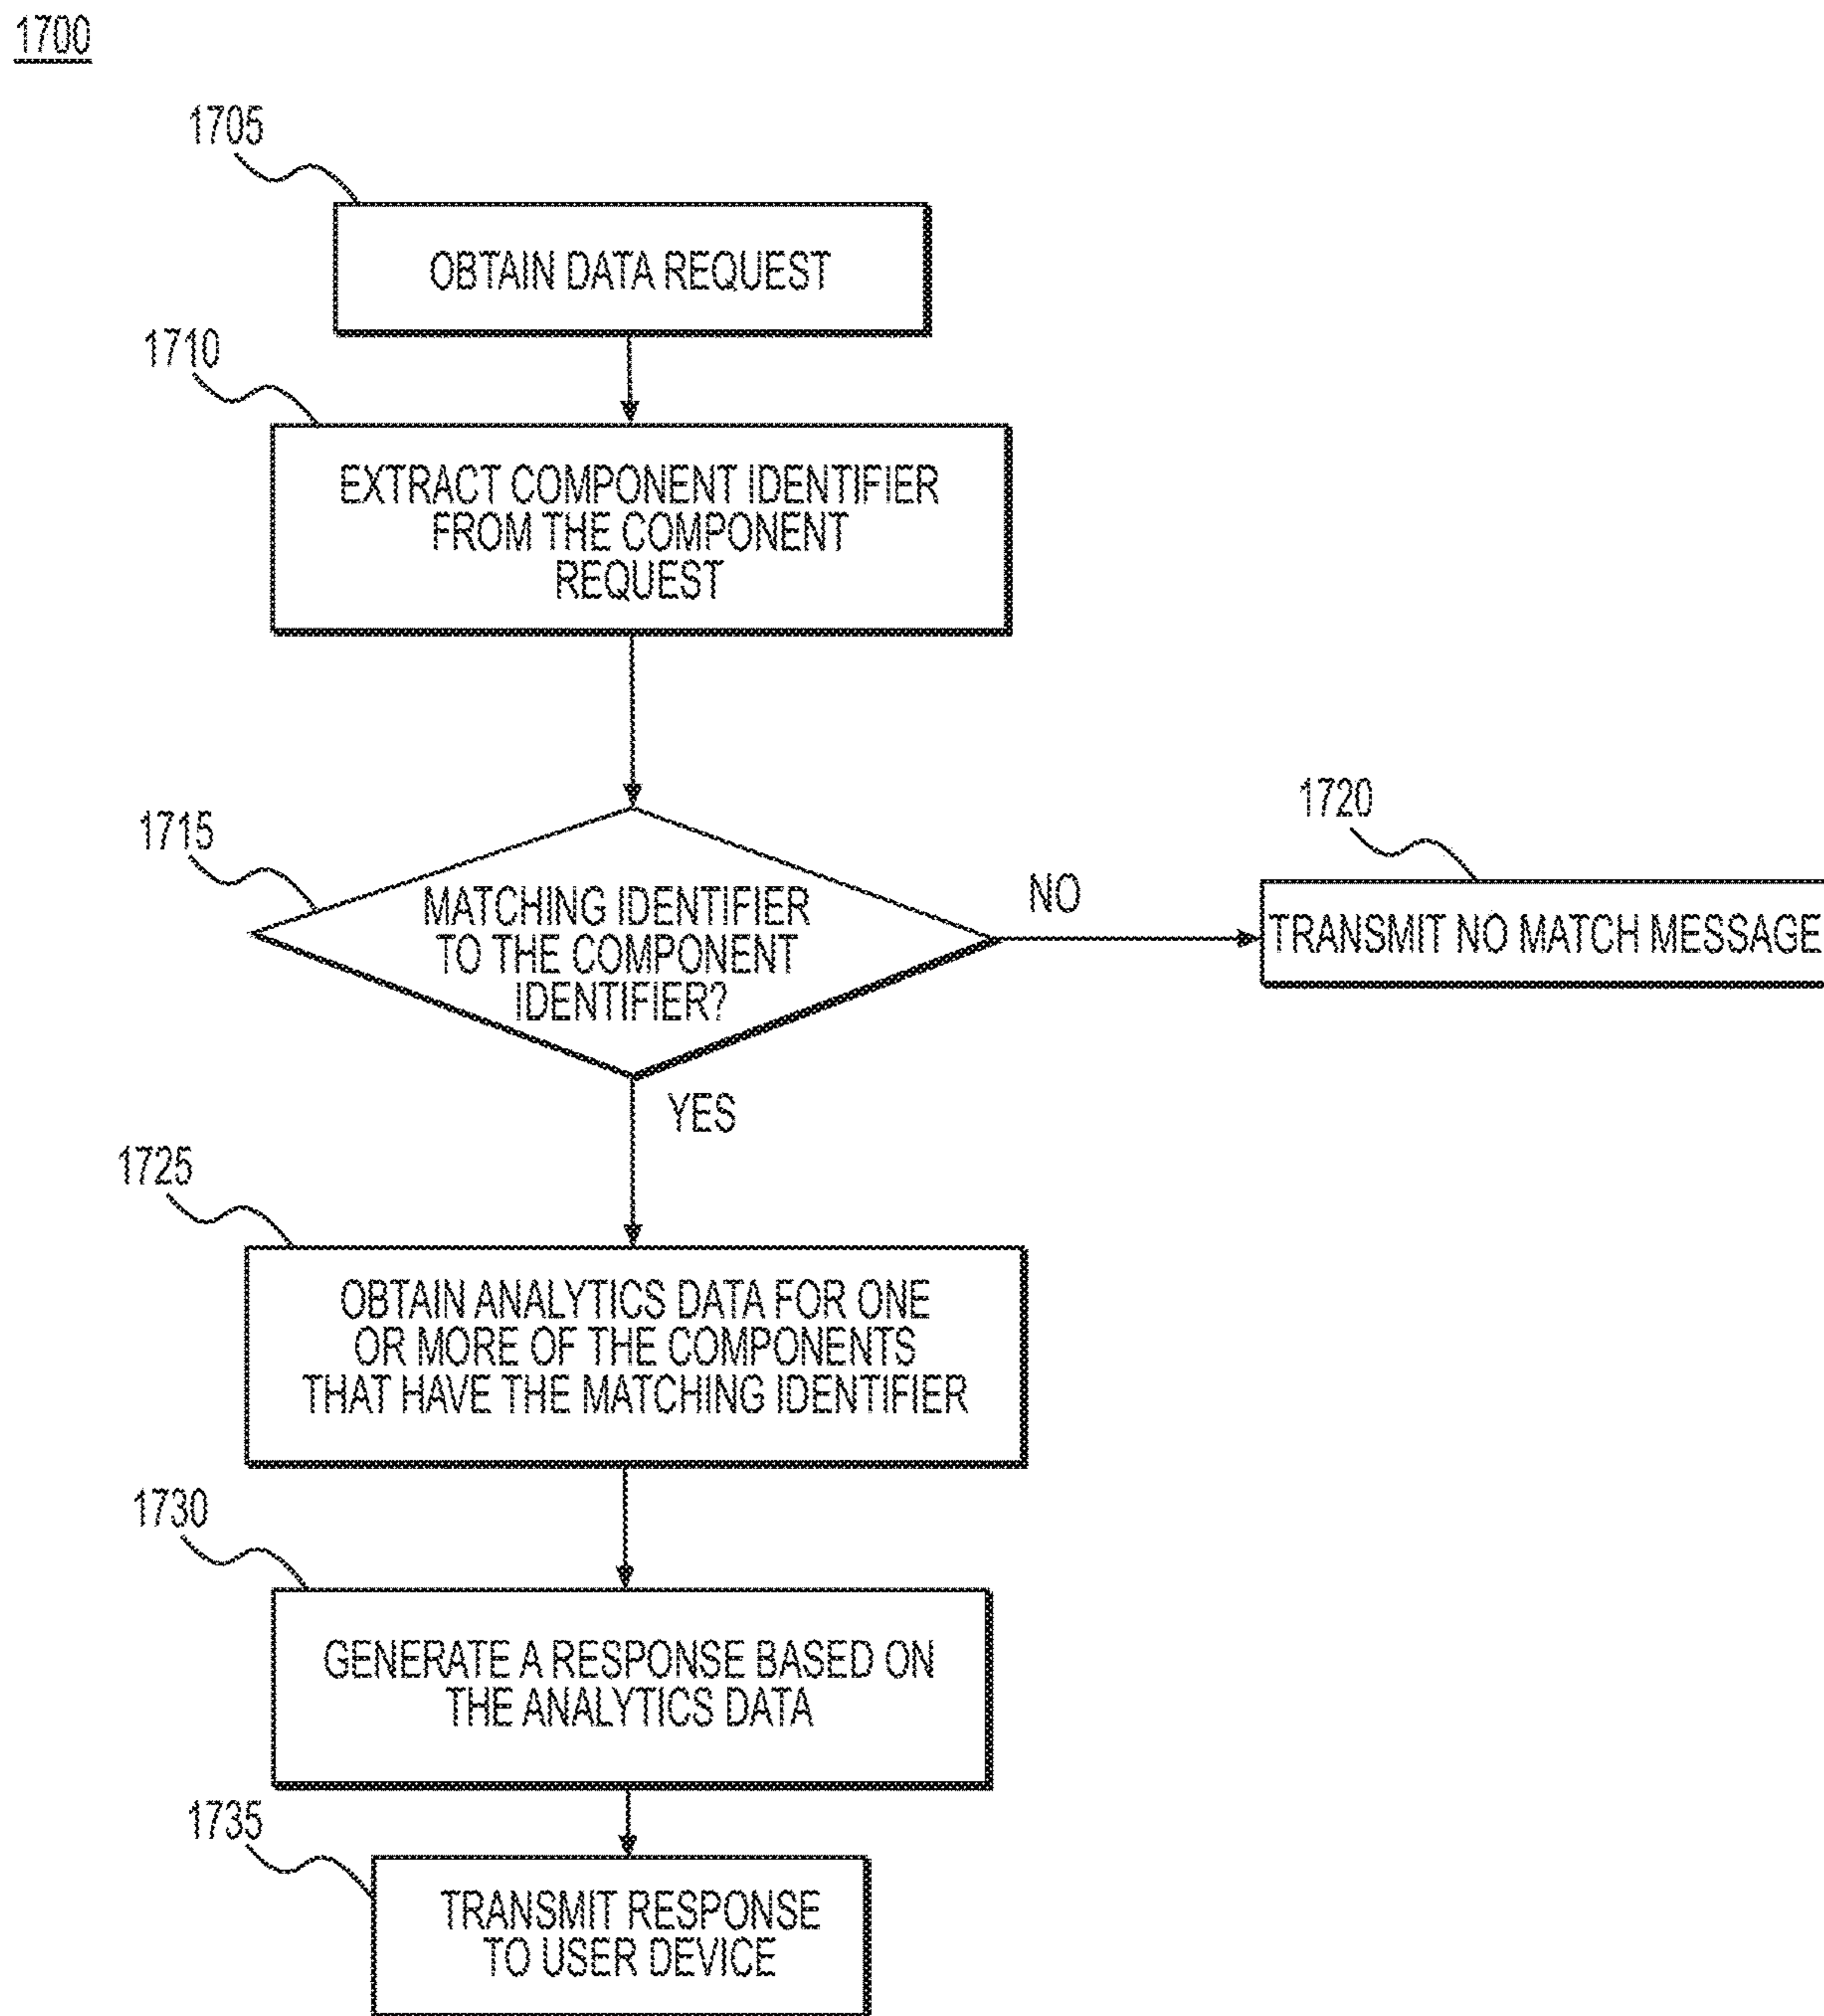 1700
1705
OBTAIN DATA REQUEST
1710
EXTRACT COMPONENT IDENTIFIER
FROM THE COMPONENT
REQUEST
1715
MATCHING IDENTIFIER
TO THE COMPONENT
IDENTIFIER?
NO
1720
TRANSMIT NO MATCH MESSAGE
YES
1725
OBTAIN ANALYTICS DATA FOR ONE
OR MORE OF THE COMPONENTS
THAT HAVE THE MATCHING IDENTIFIER
1730
GENERATE A RESPONSE BASED ON
THE ANALYTICS DATA
1735
TRANSMIT RESPONSE
TO USER DEVICE